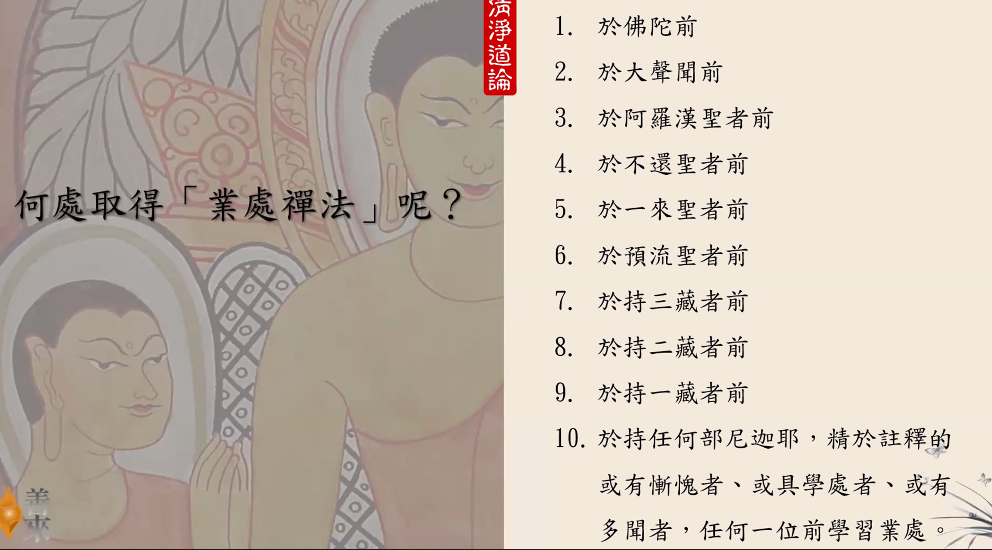 清淨道論
何處取得「業處禪法」呢？
1. 於佛陀前
2. 於大聲聞前
3. 於阿羅漢聖者前
4. 於不還聖者前
5. 於一來聖者前
6. 於預流聖者前
7. 於持三藏者前
8. 於持二藏者前
9. 於持一藏者前
10. 於持任何部尼迦耶，精於註釋的
或有慚愧者、或具學處者、或有
多聞者，任何一位前學習業處。
善來